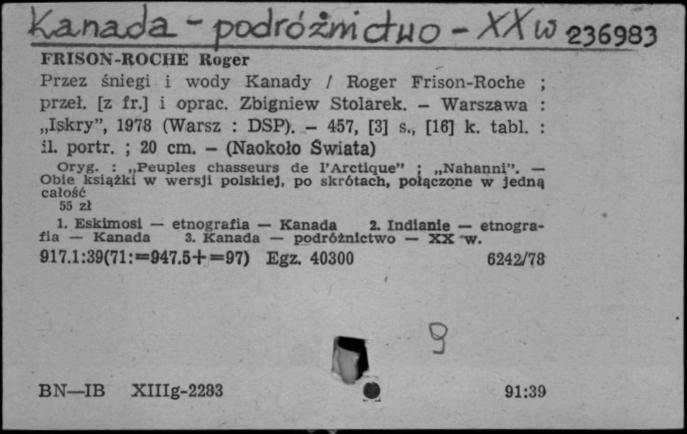 Kanada - podróżnictwo - XX w 236983
FRISON-ROCHE Roger
Przez śniegi i wody Kanady / Roger Frison-Roche ;
przeł. [z fr.] i oprac. Zbigniew Stolarek. — Warszawa :
„Iskry”, 1978 (Warsz : DSP). — 457, [3] s., [16] k. tabl. :
il. portr. ; 20 cm. — (Naokoło Świata)
Oryg. : „Peuples chasseurs de l'Arctique” ; „Nahanni”. —
Obie książki w wersji polskiej, po skrótach, połączone w jedną
całość
55 zł
1. Eskimosi — etnografia — Kanada 2. Indianie — etnogra-
fia — Kanada 3. Kanada — podróżnictwo — XX w.
917.1:39(71:=947.5+=97) Egz. 40300 6242/78
9
BN—IB XIIIg-2283 91:39